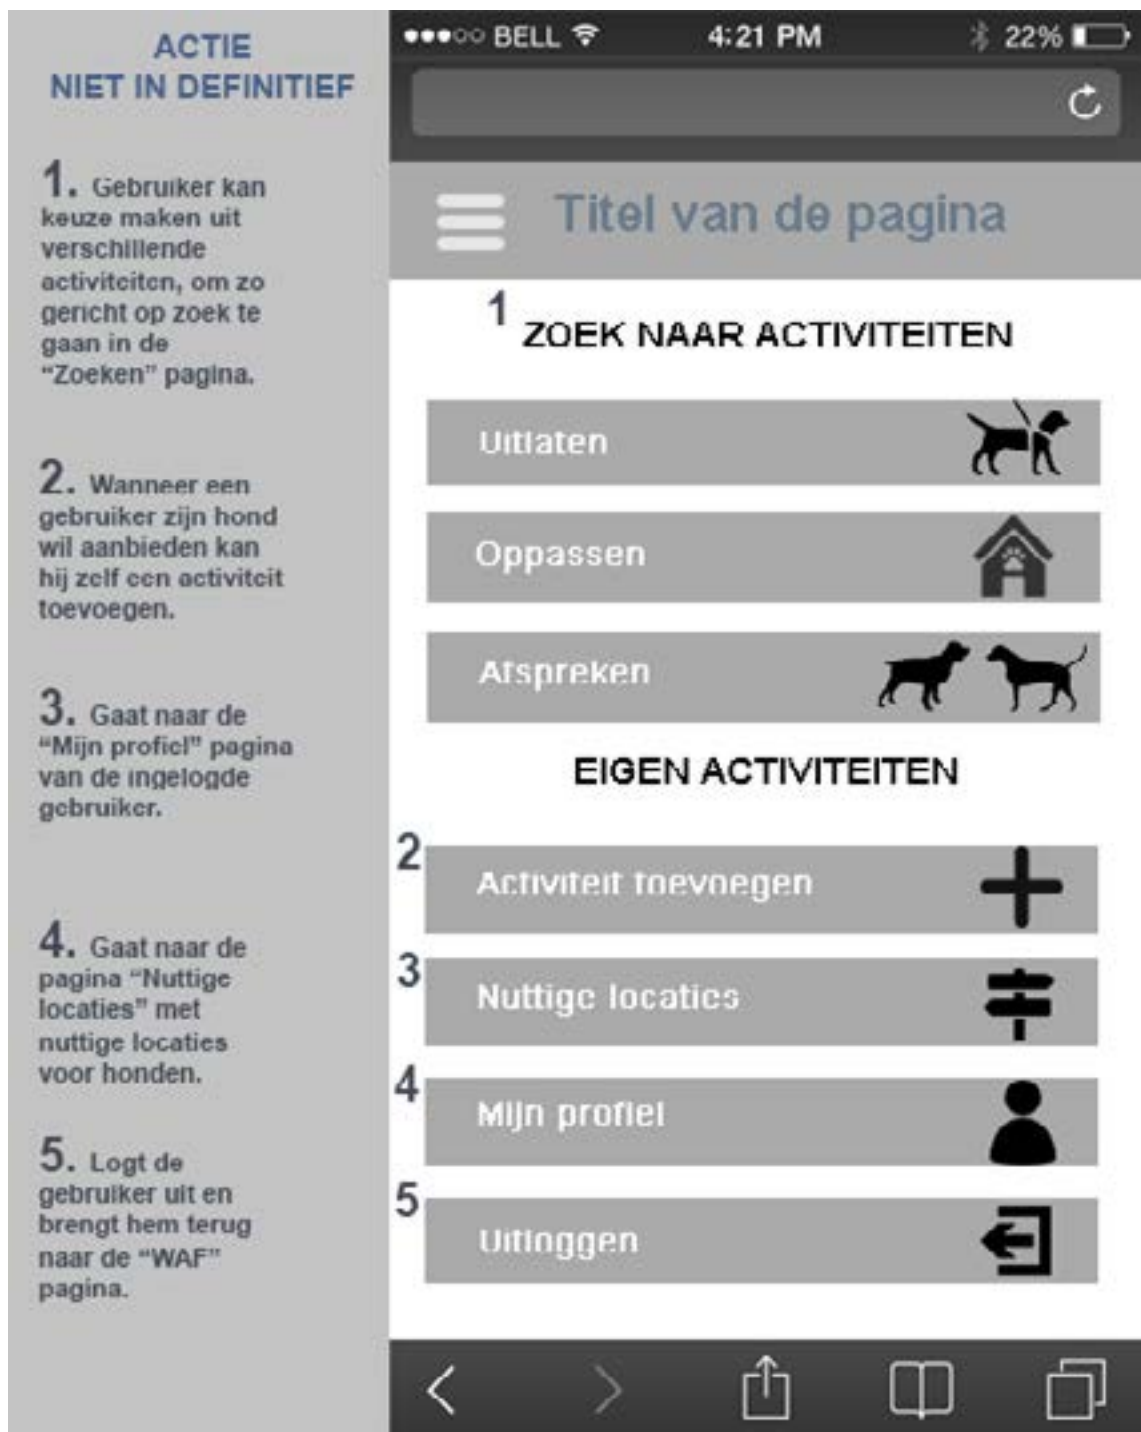 ACTIE
NIET IN DEFINITIEF
1. Gebruiker kan
keuze maken uit
verschillende
activiteiten, om zo
gericht op zoek te
gaan in de
“Zoeken” pagina.
2. Wanneer een
gebruiker zijn hond
wil aanbieden kan
hij zelf een activiteit
toevoegen.
3. Gaat naar de
“Mijn profiel” pagina
van de ingelogde
gebruiker.
4. Gaat naar de
pagina “Nuttige
locaties” met
nuttige locaties
voor honden.
5. Logt de
gebruiker uit en
brengt hem terug
naar de “WAF”
pagina.
BELL 4:21 PM 22%
Titel van de pagina
1 ZOEK NAAR ACTIVITEITEN
Uitlaten
Oppassen
Afspreken
EIGEN ACTIVITEITEN
2 Activiteit toevoegen
3 Nuttige locaties
4 Mijn profiel
5 Uitloggen